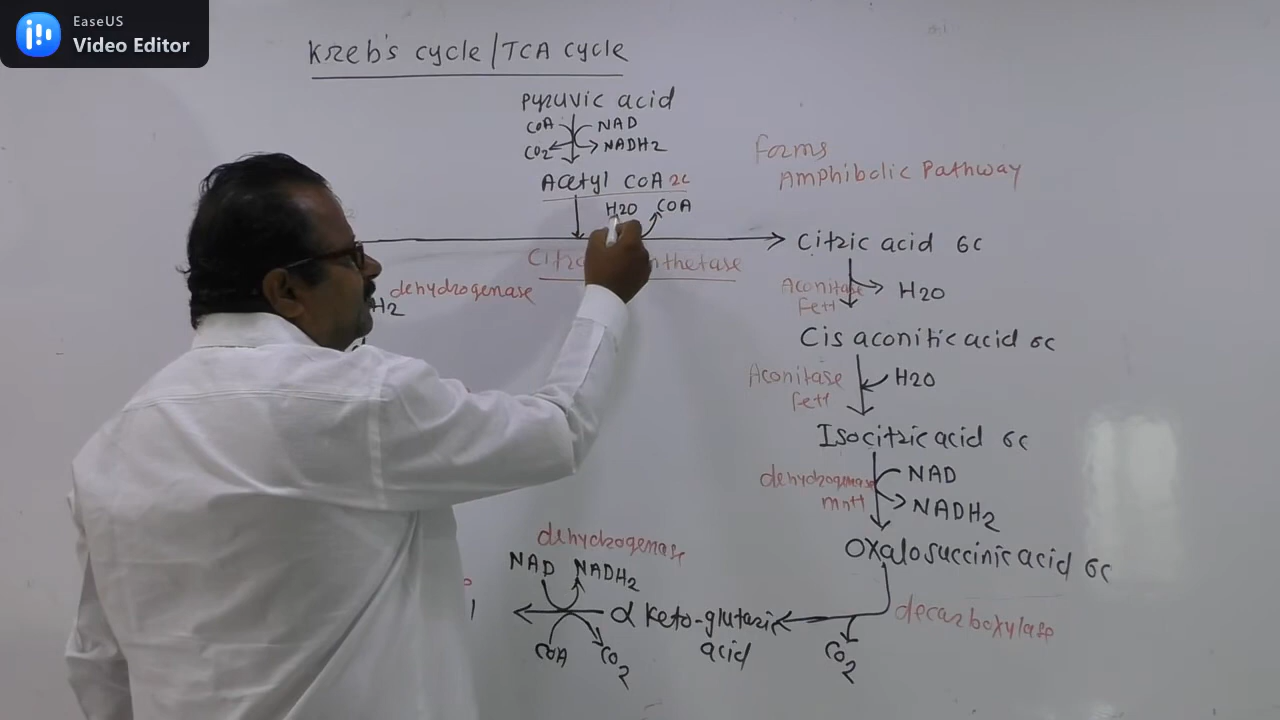 EaseUS
Video Editor
Kreb's cycle/TCA cycle
Pyruvic acid
CoA NAD
CO2 NADH2
Acetyl COA 2C
H2O COA
Forms
Amphibolic Pathway
Citric acid 6C
dehydrogenase
H2
Aconitase
Fe++
H2O
Cis aconitic acid 6C
Aconitase
Fe++
H2O
Isocitric acid 6C
dehydrogenase
mn++
NAD
NADH2
Oxalosuccinic acid 6C
decarboxylase
CO2
α Keto-glutaric
acid
dehydrogenase
NAD NADH2
COA CO2